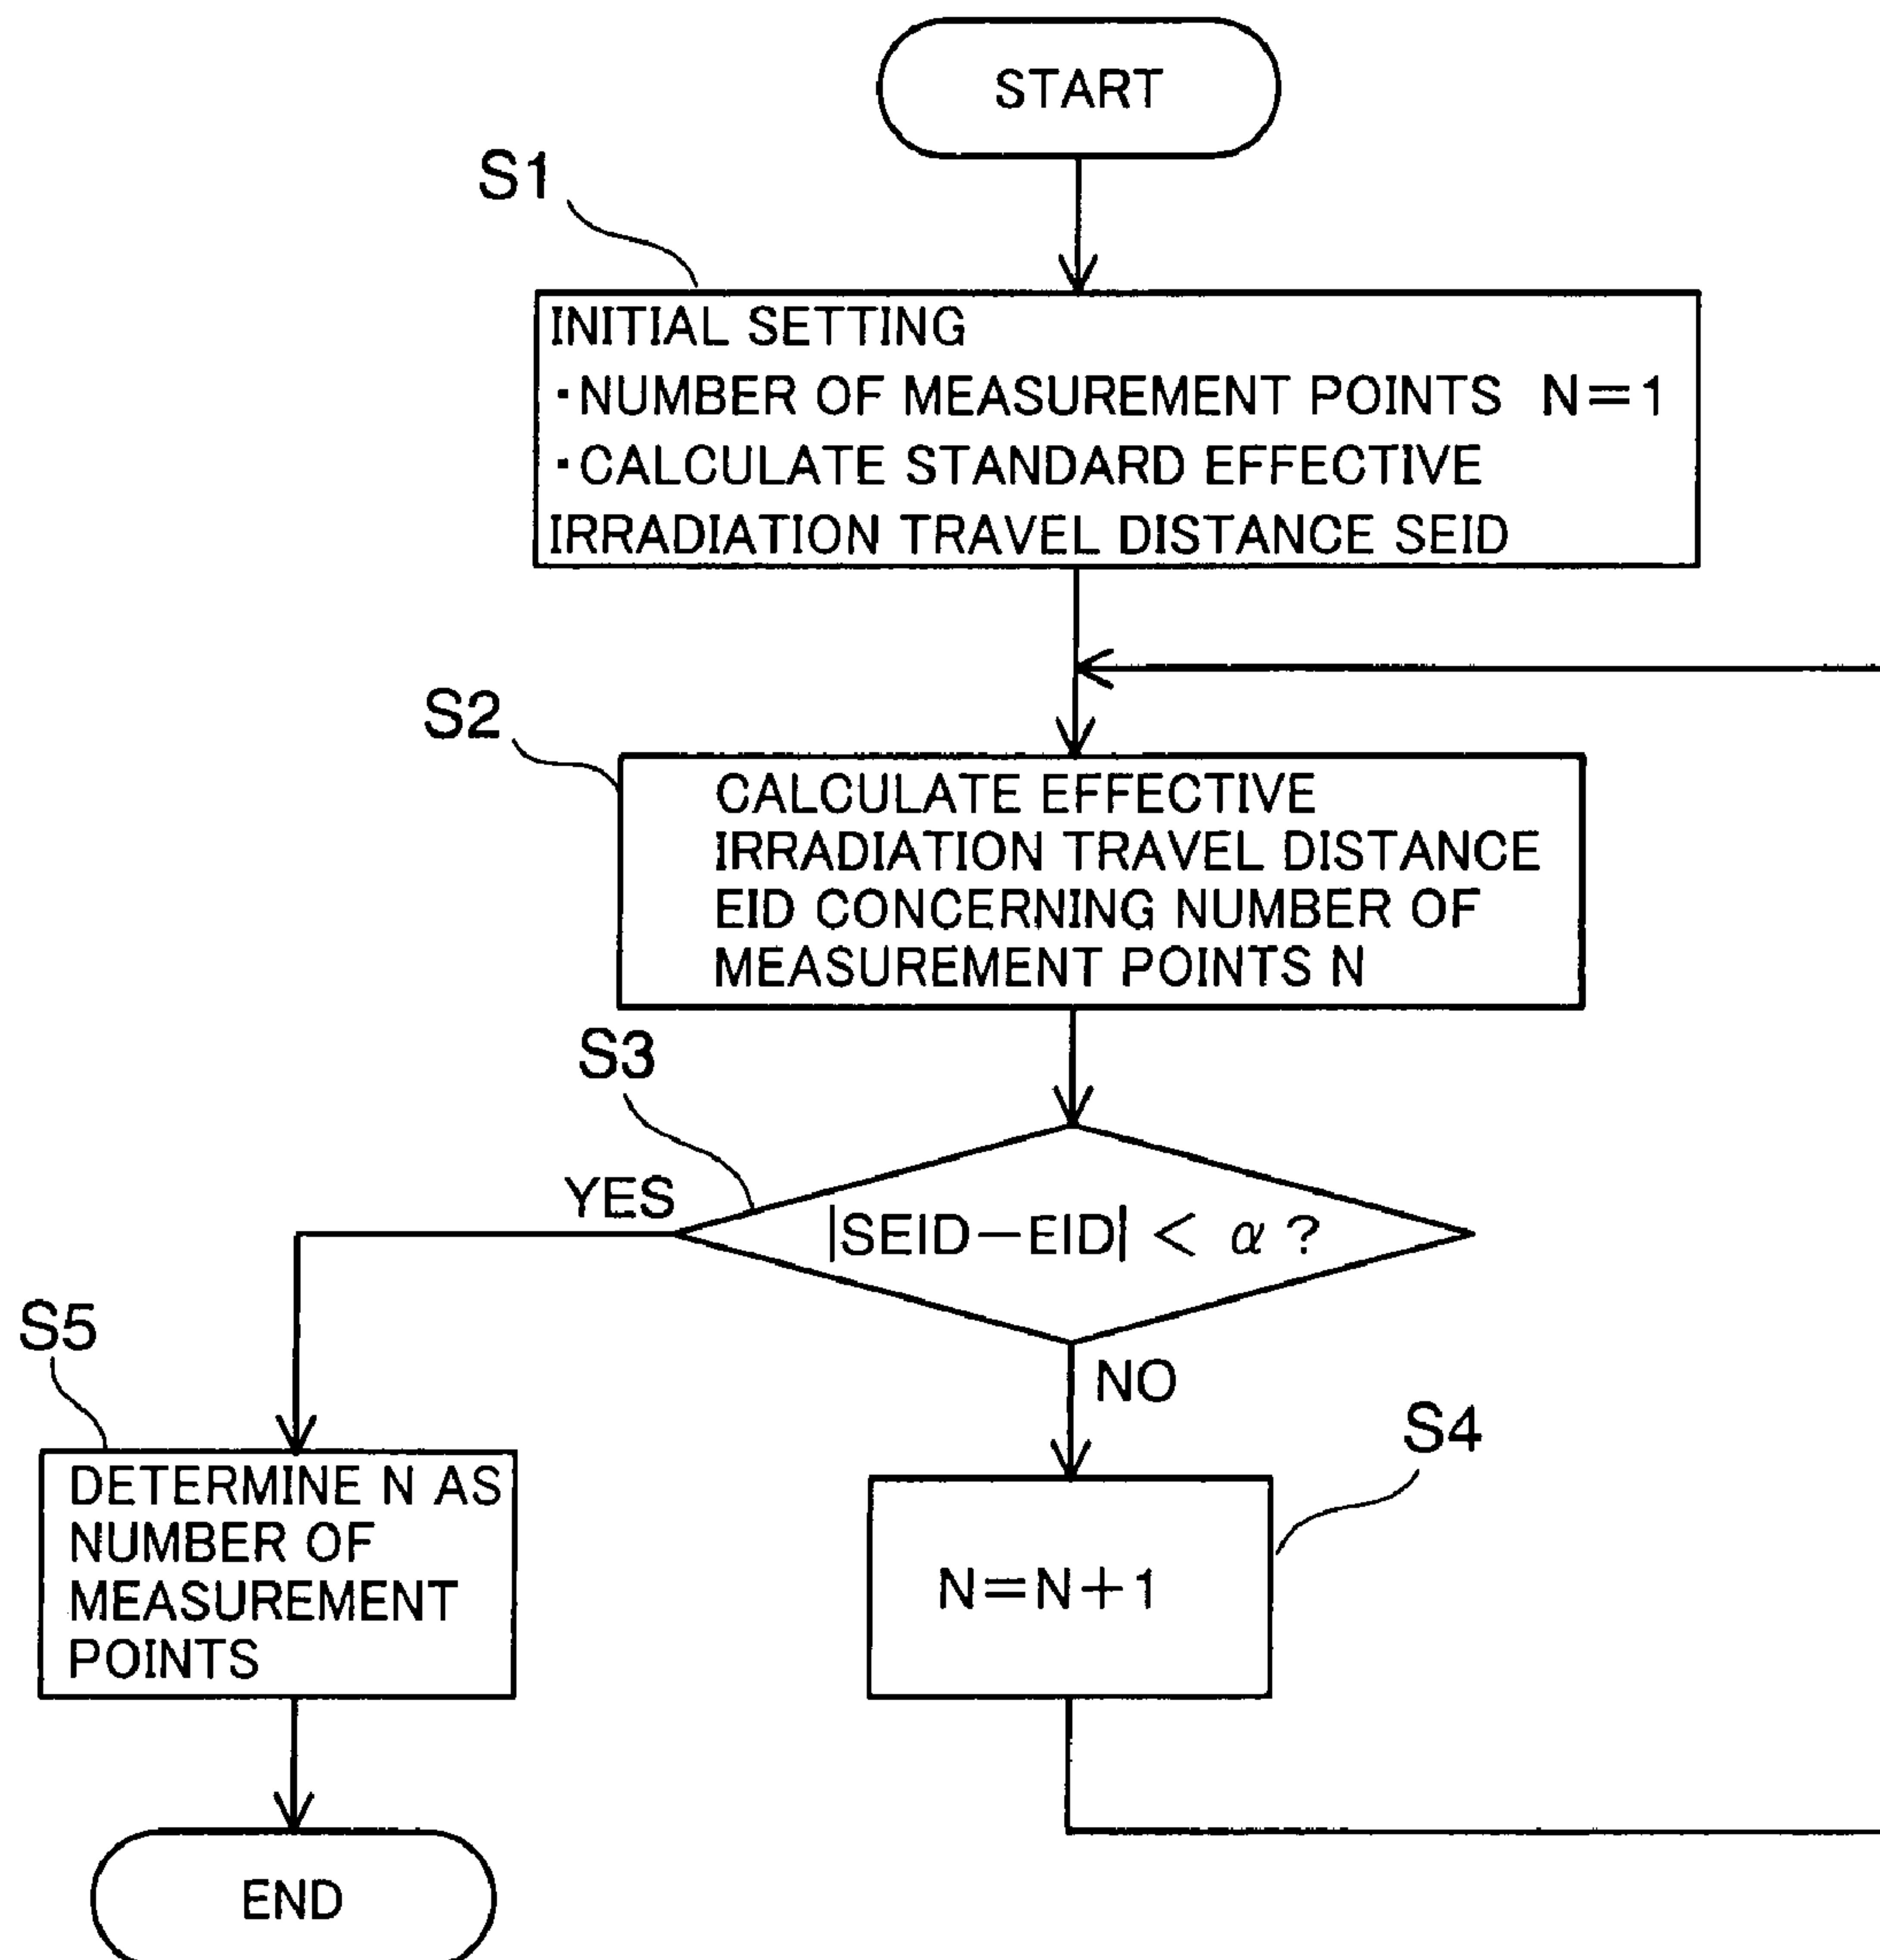 START
S1
INITIAL SETTING
・NUMBER OF MEASUREMENT POINTS N=1
・CALCULATE STANDARD EFFECTIVE
IRRADIATION TRAVEL DISTANCE SEID
S2
CALCULATE EFFECTIVE
IRRADIATION TRAVEL DISTANCE
EID CONCERNING NUMBER OF
MEASUREMENT POINTS N
S3
YES
|SEID−EID| < α ?
NO
S5
DETERMINE N AS
NUMBER OF
MEASUREMENT
POINTS
S4
N=N+1
END